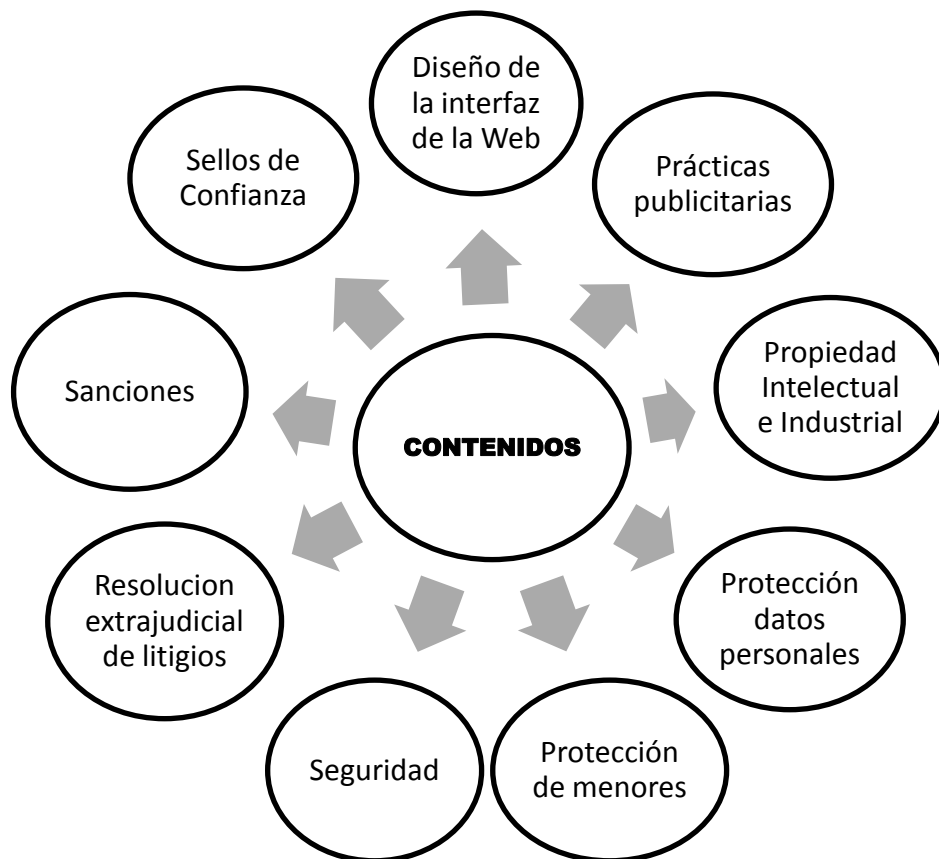 Diseño de
la interfaz
de la Web
Prácticas
publicitarias
Propiedad
Intelectual
e Industrial
Protección
datos
personales
Protección
de menores
Seguridad
Resolucion
extrajudicial
de litigios
Sanciones
Sellos de
Confianza
CONTENIDOS